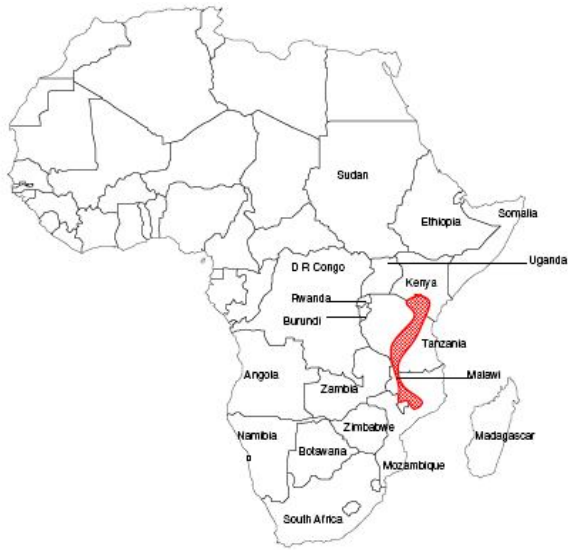 Sudan
Ethiopia
Somalia
Uganda
D R Congo
Kenya
Rwanda
Burundi
Tanzania
Angola
Zambia
Malawi
Namibia
Zimbabwe
Madagascar
Botswana
Mozambique
South Africa